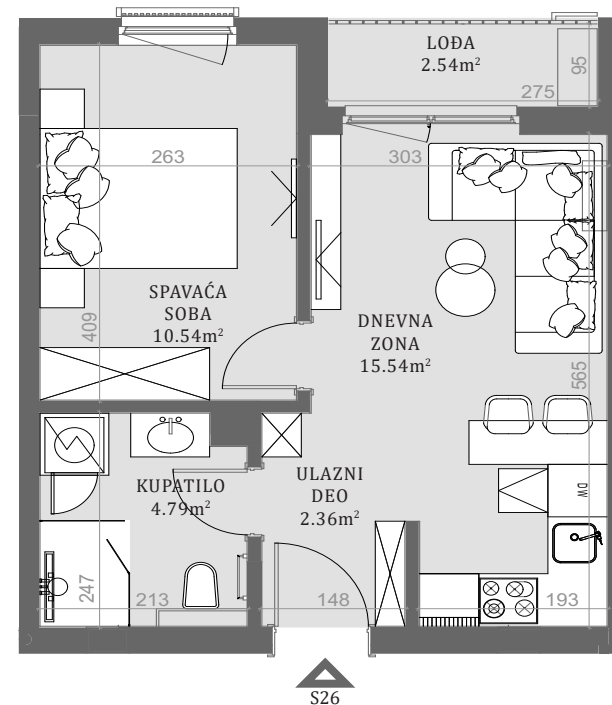 LOĐA
2.54m²
95
275
263
303
SPAVAĆA
SOBA
10.54m²
409
DNEVNA
ZONA
15.54m²
565
KUPATILO
4.79m²
ULAZNI
DEO
2.36m²
DW
247
213
148
193
S26